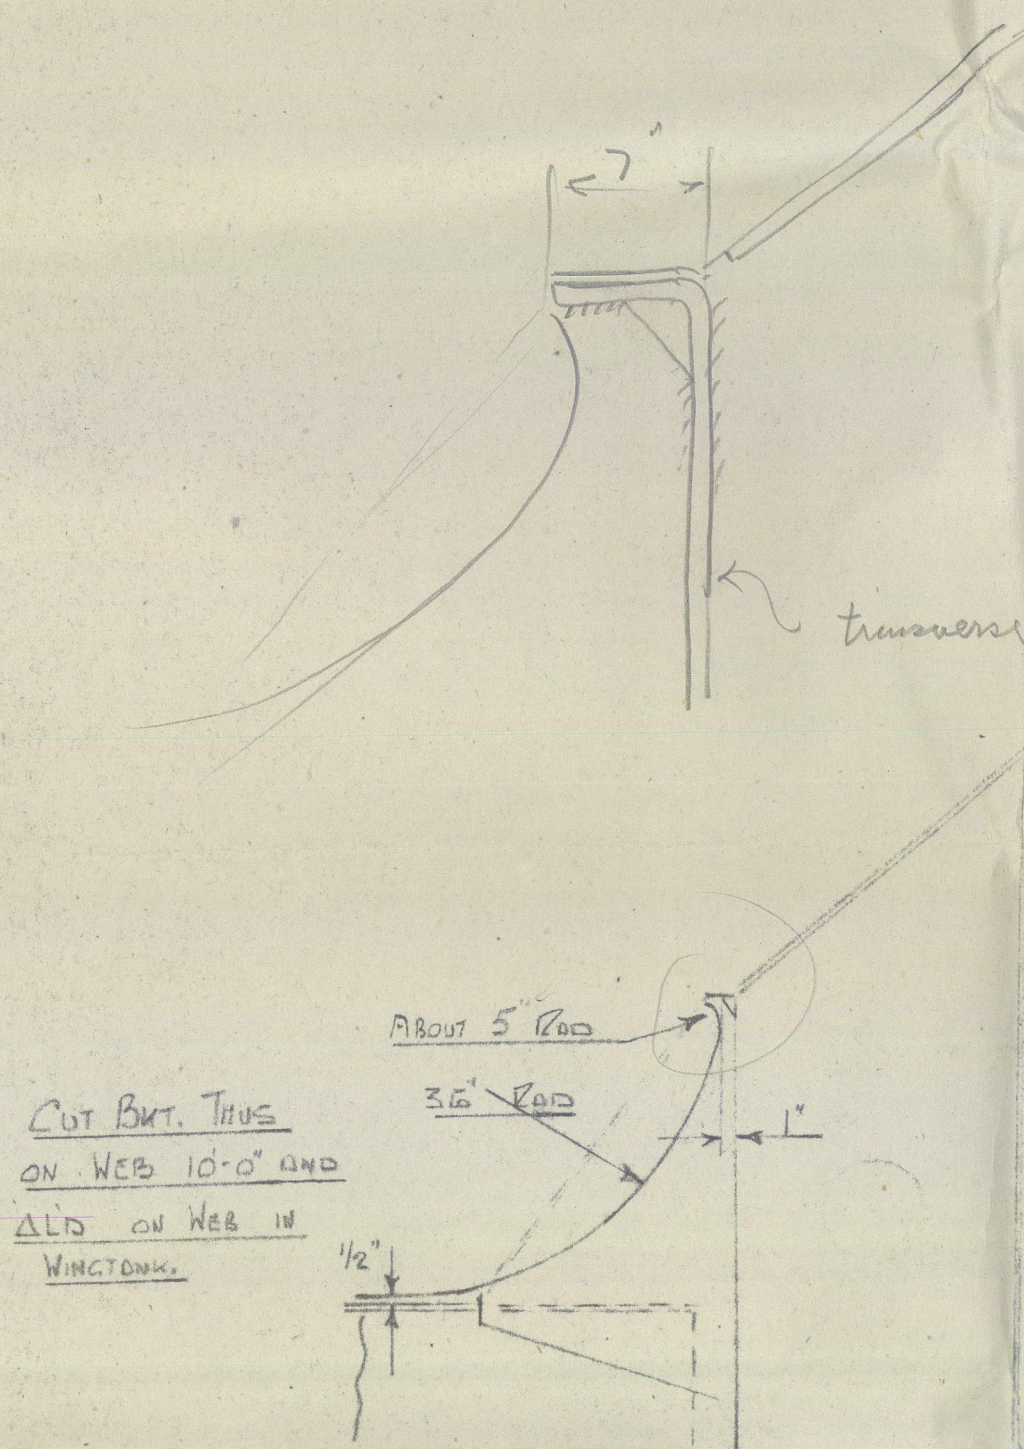 7"
transverse
ABOUT 5" RAD
36" RAD
1"
CUT BKT. THUS
ON WEB 10'-0" AND
ON WEB IN
WINGTANK.
1/2"